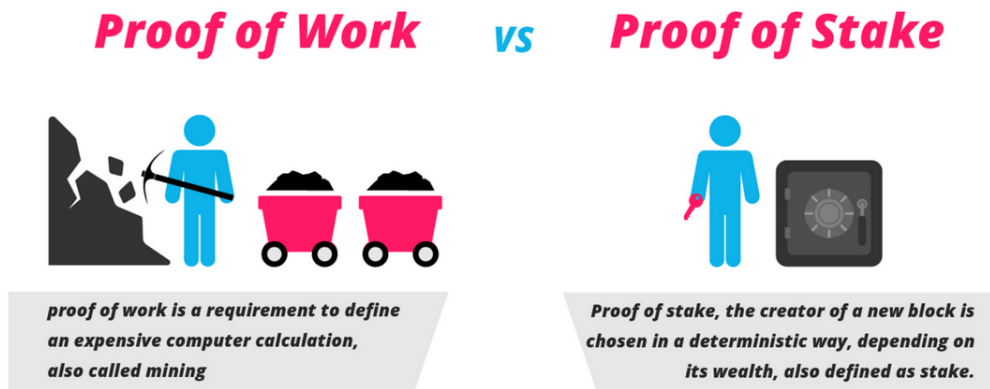 Proof of Work vs Proof of Stake
proof of work is a requirement to define
an expensive computer calculation,
also called mining
Proof of stake, the creator of a new block is
chosen in a deterministic way, depending on
its wealth, also defined as stake.